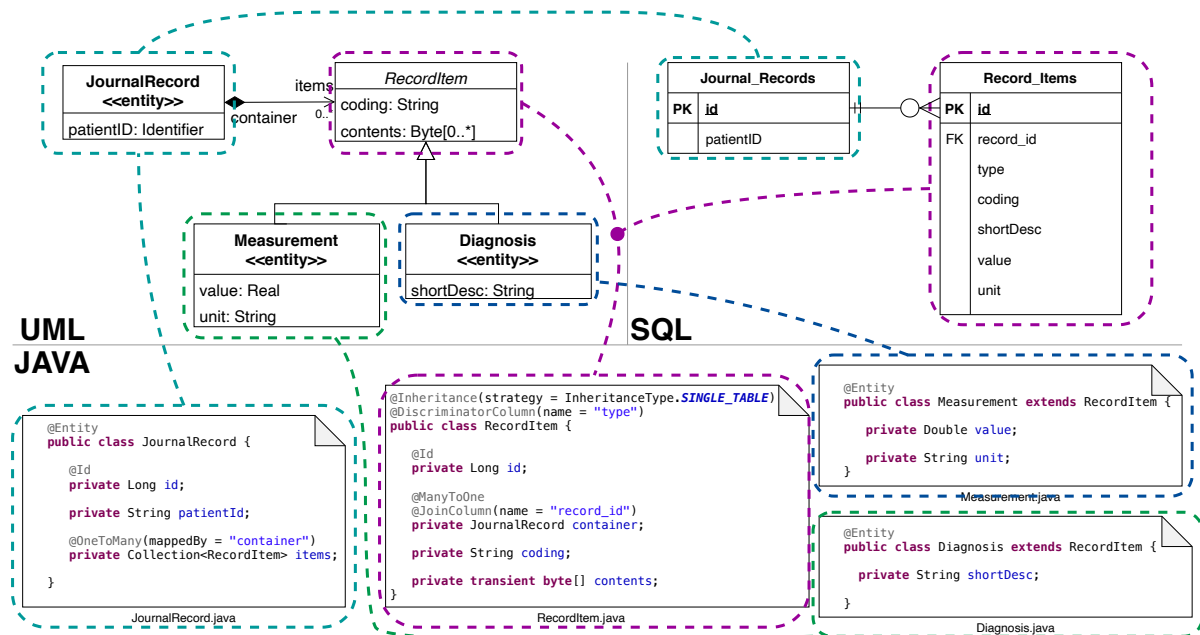 JournalRecord
<<entity>>
patientID: Identifier
items
0..
container
RecordItem
coding: String
contents: Byte[0..*]
Measurement
<<entity>>
value: Real
unit: String
Diagnosis
<<entity>>
shortDesc: String
UML
Journal_Records
PK id
patientID
Record_Items
PK id
FK record_id
type
coding
shortDesc
value
unit
SQL
JAVA
@Entity
public class JournalRecord {
@Id
private Long id;
private String patientId;
@OneToMany(mappedBy = "container")
private Collection<RecordItem> items;
}
JournalRecord.java
@Inheritance(strategy = InheritanceType.SINGLE_TABLE)
@DiscriminatorColumn(name = "type")
public class RecordItem {
@Id
private Long id;
@ManyToOne
@JoinColumn(name = "record_id")
private JournalRecord container;
private String coding;
private transient byte[] contents;
}
RecordItem.java
@Entity
public class Measurement extends RecordItem {
private Double value;
private String unit;
}
Measurement.java
@Entity
public class Diagnosis extends RecordItem {
private String shortDesc;
}
Diagnosis.java